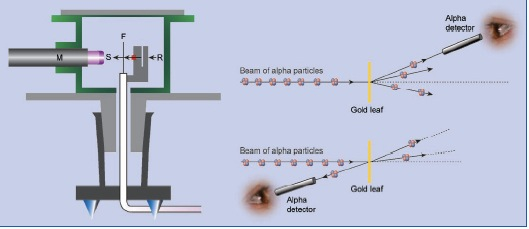 F
M
S
R
Alpha
detector
Beam of alpha particles
Gold leaf
Beam of alpha particles
Gold leaf
Alpha
detector